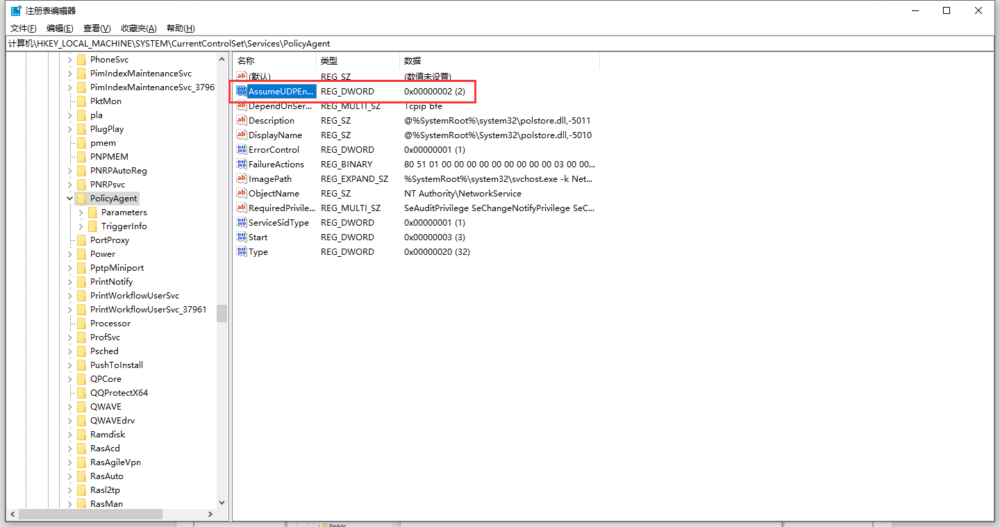 注册表编辑器
文件(F) 编辑(E) 查看(V) 收藏夹(A) 帮助(H)
计算机\HKEY_LOCAL_MACHINE\SYSTEM\CurrentControlSet\Services\PolicyAgent
PhoneSvc
PimIndexMaintenanceSvc
PimIndexMaintenanceSvc_3796
PktMon
pla
PlugPlay
pmem
PNPMEM
PNRPAutoReg
PNRPsvc
PolicyAgent
Parameters
TriggerInfo
PortProxy
Power
PptpMiniport
PrintNotify
PrintWorkflowUserSvc
PrintWorkflowUserSvc_37961
Processor
ProfSvc
Psched
PushToInstall
QPCore
QQProtectX64
QWAVE
QWAVEdrv
Ramdisk
RasAcd
RasAgileVpn
RasAuto
Rasl2tp
RasMan
名称 类型 数据
(默认) REG_SZ (数值未设置)
AssumeUDPEn... REG_DWORD 0x00000002 (2)
DependOnSer... REG_MULTI_SZ Tcpip bfe
Description REG_SZ @%SystemRoot%\system32\polstore.dll,-5011
DisplayName REG_SZ @%SystemRoot%\System32\polstore.dll,-5010
ErrorControl REG_DWORD 0x00000001 (1)
FailureActions REG_BINARY 80 51 01 00 00 00 00 00 00 00 00 00 03 00 00...
ImagePath REG_EXPAND_SZ %SystemRoot%\system32\svchost.exe -k Net...
ObjectName REG_SZ NT Authority\NetworkService
RequiredPrivile... REG_MULTI_SZ SeAuditPrivilege SeChangeNotifyPrivilege SeC...
ServiceSidType REG_DWORD 0x00000001 (1)
Start REG_DWORD 0x00000003 (3)
Type REG_DWORD 0x00000020 (32)
RasAuto